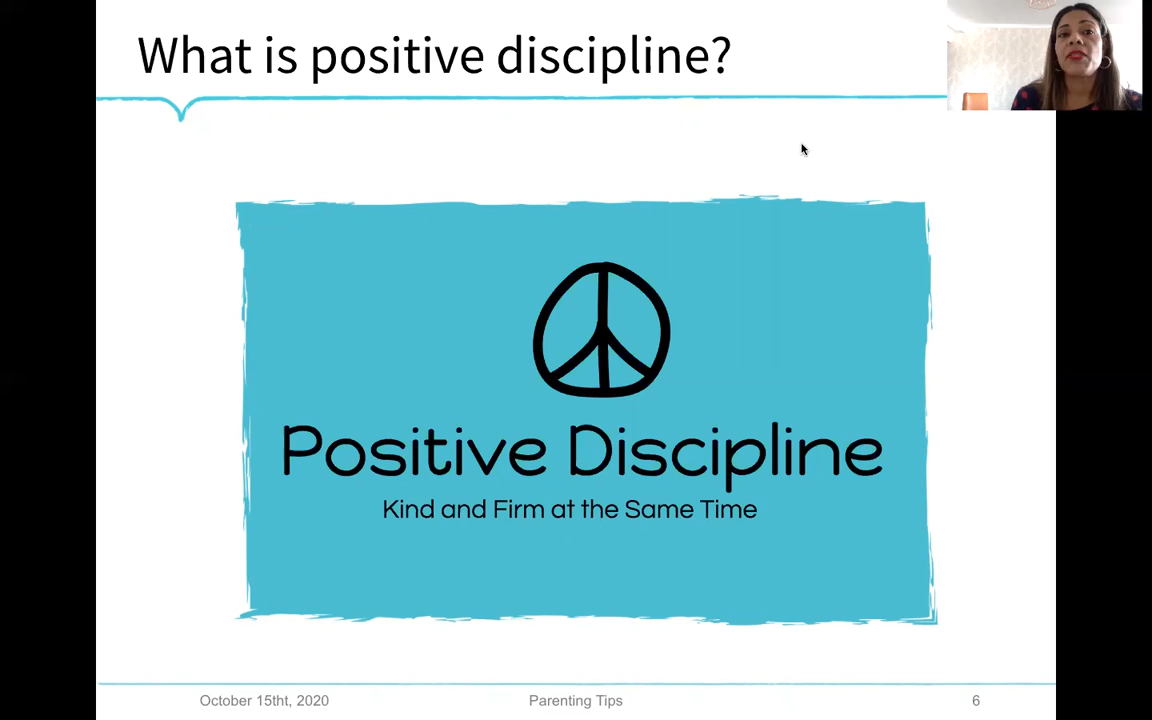 What is positive discipline?
Positive Discipline
Kind and Firm at the Same Time
October 15tht, 2020
Parenting Tips
6